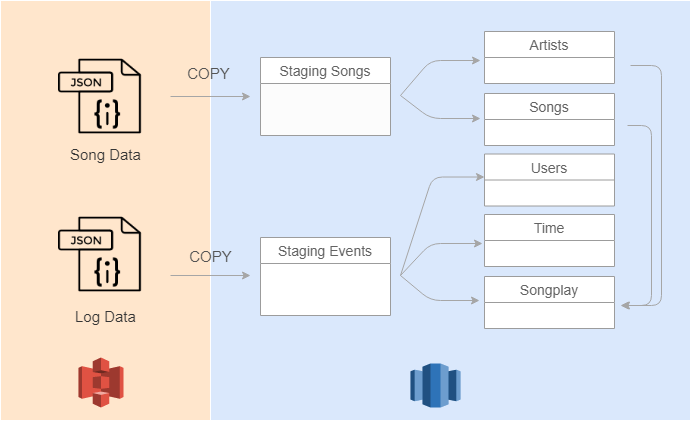 JSON
{i}
Song Data
COPY
Staging Songs
Artists
Songs
JSON
{i}
Log Data
COPY
Staging Events
Users
Time
Songplay